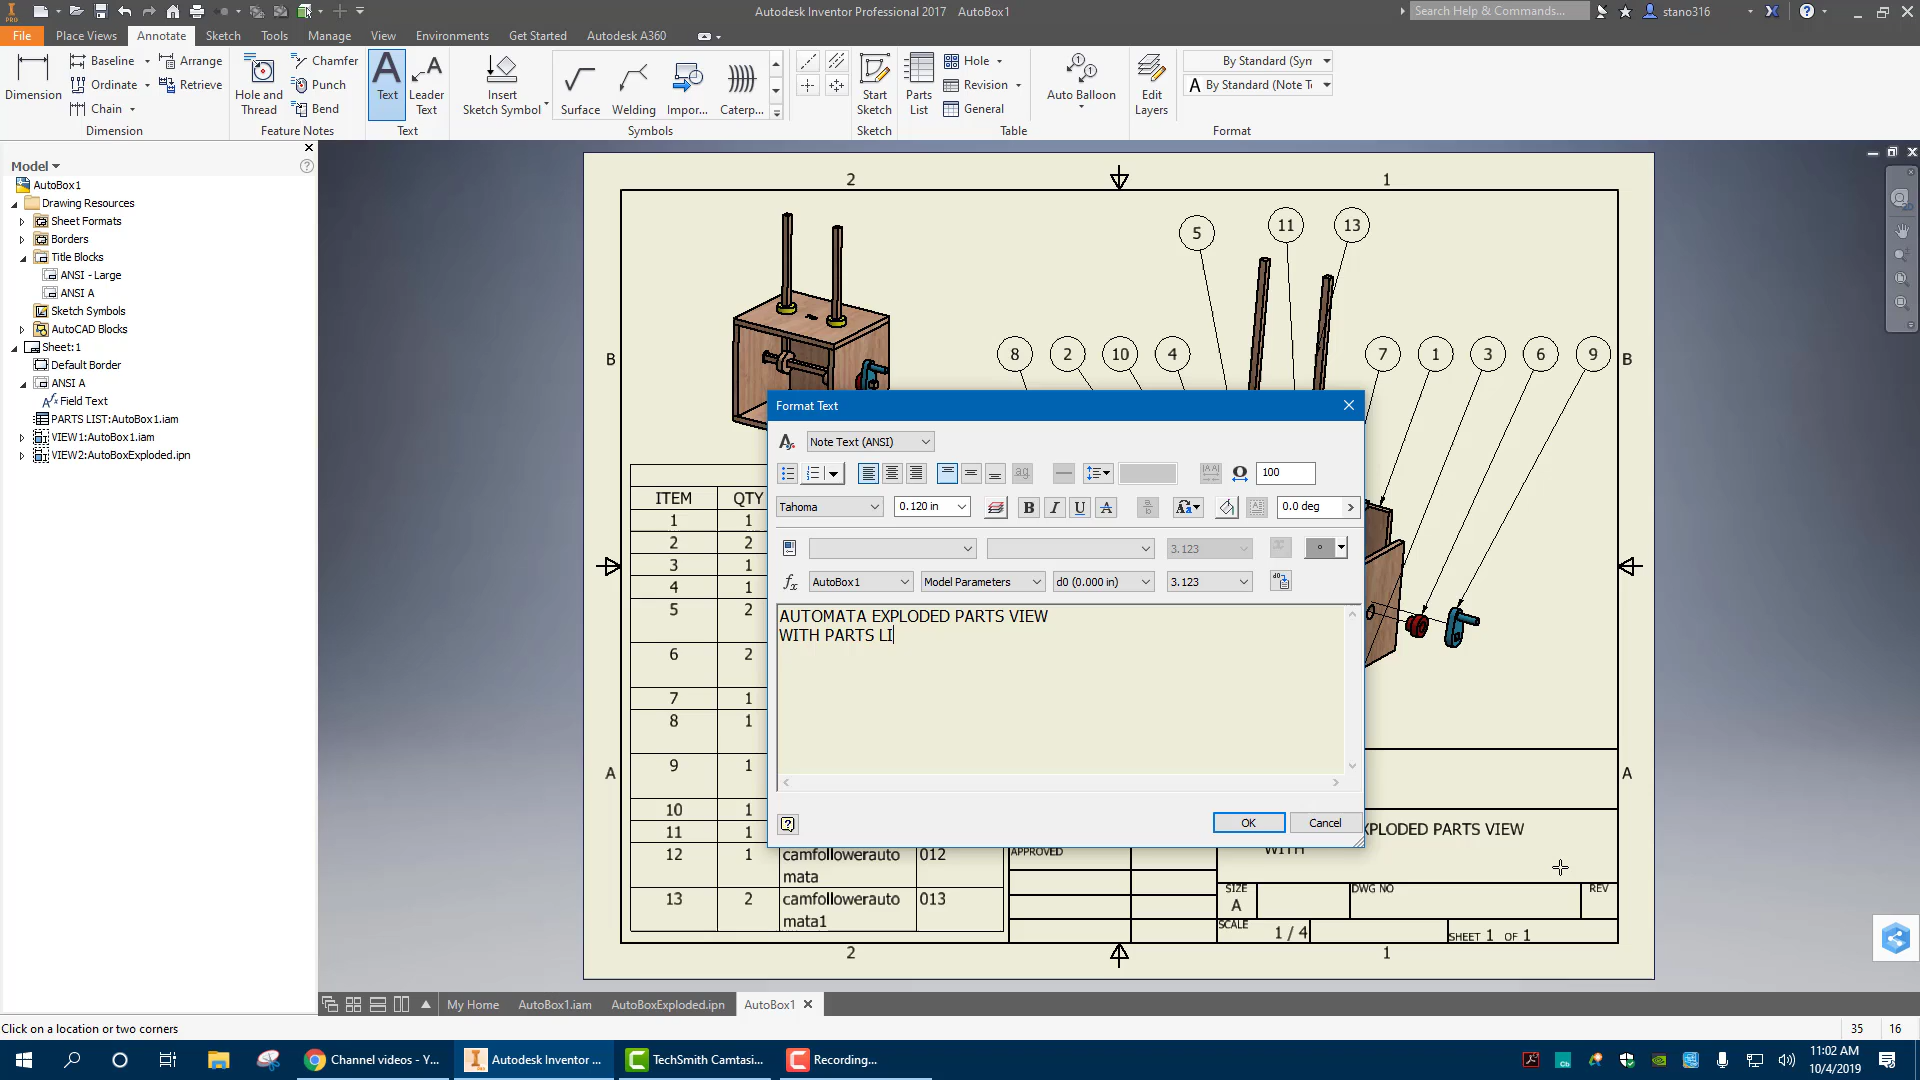 Autodesk Inventor Professional 2017 AutoBox1
Search Help & Commands...
stano316
PRO
File Place Views Annotate Sketch Tools Manage View Environments Get Started Autodesk A360
Dimension
Baseline
Ordinate
Chain
Arrange
Retrieve
Dimension
Hole and Thread
Chamfer
Punch
Bend
Feature Notes
Text
Leader Text
Text
Insert Sketch Symbol
Surface
Welding
Impor...
Caterp...
Symbols
Start Sketch
Sketch
Parts List
Hole
Revision
General
Table
Auto Balloon
Edit Layers
By Standard (Sym
By Standard (Note T
Format
Model
AutoBox1
Drawing Resources
Sheet Formats
Borders
Title Blocks
ANSI - Large
ANSI A
Sketch Symbols
AutoCAD Blocks
Sheet:1
Default Border
ANSI A
Field Text
PARTS LIST:AutoBox1.iam
VIEW1:AutoBox1.iam
VIEW2:AutoBoxExploded.ipn
2 1
5 11 13
8 2 10 4 7 1 3 6 9
B B
A A
ITEM QTY
1 1
2 2
3 1
4 1
5 2
6 2
7 1
8 1
9 1
10 1
11 1
12 1 camfollowerauto
mata 012
13 2 camfollowerauto
mata1 013
Format Text
Note Text (ANSI)
100
Tahoma 0.120 in
B I U A
0.0 deg
3.123
AutoBox1 Model Parameters d0 (0.000 in) 3.123
AUTOMATA EXPLODED PARTS VIEW
WITH PARTS LI
OK Cancel
APPROVED
XPLODED PARTS VIEW
WITH
SIZE
A
DWG NO
REV
SCALE
1 / 4
SHEET 1 OF 1
2 1
My Home AutoBox1.iam AutoBoxExploded.ipn AutoBox1
Click on a location or two corners
35 16
Channel videos - Y...
Autodesk Inventor ...
TechSmith Camtasi...
Recording...
11:02 AM
10/4/2019